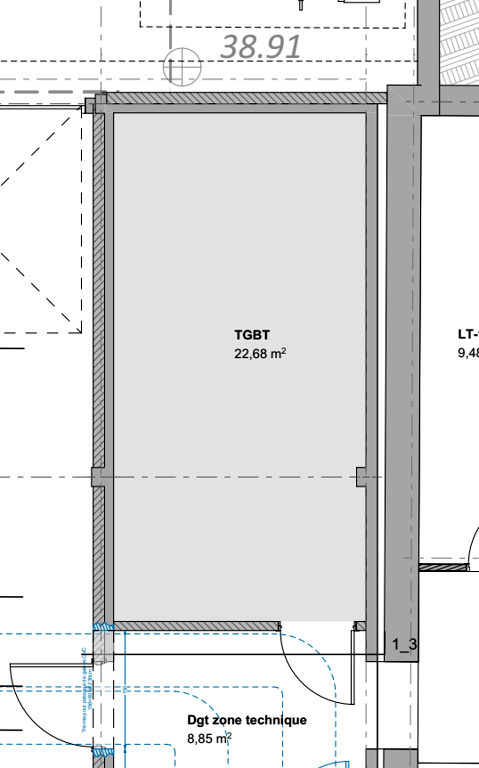 38.91
TGBT
22,68 m²
LT-
9,48
1_3
Dgt zone technique
8,85 m²